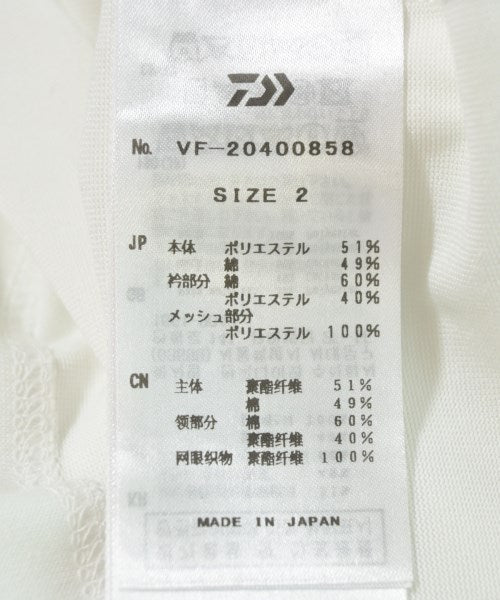 No. VF-20400858
SIZE 2
JP 本体 ポリエステル 51%
綿 49%
衿部分 綿 60%
ポリエステル 40%
メッシュ部分
ポリエステル 100%
CN 主体 聚酯纤维 51%
棉 49%
领部分 棉 60%
聚酯纤维 40%
网眼织物 聚酯纤维 100%
MADE IN JAPAN